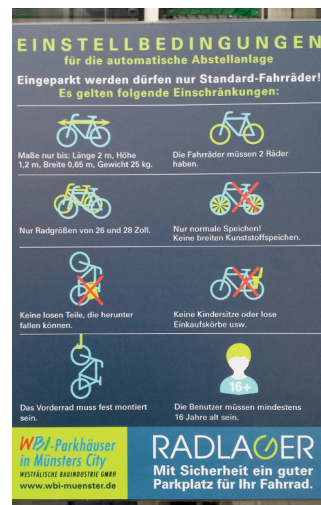 EINSTELLBEDINGUNGEN
für die automatische Abstellanlage
Eingeparkt werden dürfen nur Standard-Fahrräder!
Es gelten folgende Einschränkungen:
Maße nur bis: Länge 2 m, Höhe
1,2 m, Breite 0,65 m, Gewicht 25 kg.
Die Fahrräder müssen 2 Räder
haben.
Nur Radgrößen von 26 und 28 Zoll.
Nur normale Speichen!
Keine breiten Kunststoffspeichen.
Keine losen Teile, die herunter
fallen können.
Keine Kindersitze oder lose
Einkaufskörbe usw.
Das Vorderrad muss fest montiert
sein.
16+
Die Benutzer müssen mindestens
16 Jahre alt sein.
WBI-Parkhäuser
in Münsters City
WESTFÄLISCHE BAUINDUSTRIE GMBH
www.wbi-muenster.de
RADLAGER
Mit Sicherheit ein guter
Parkplatz für Ihr Fahrrad.